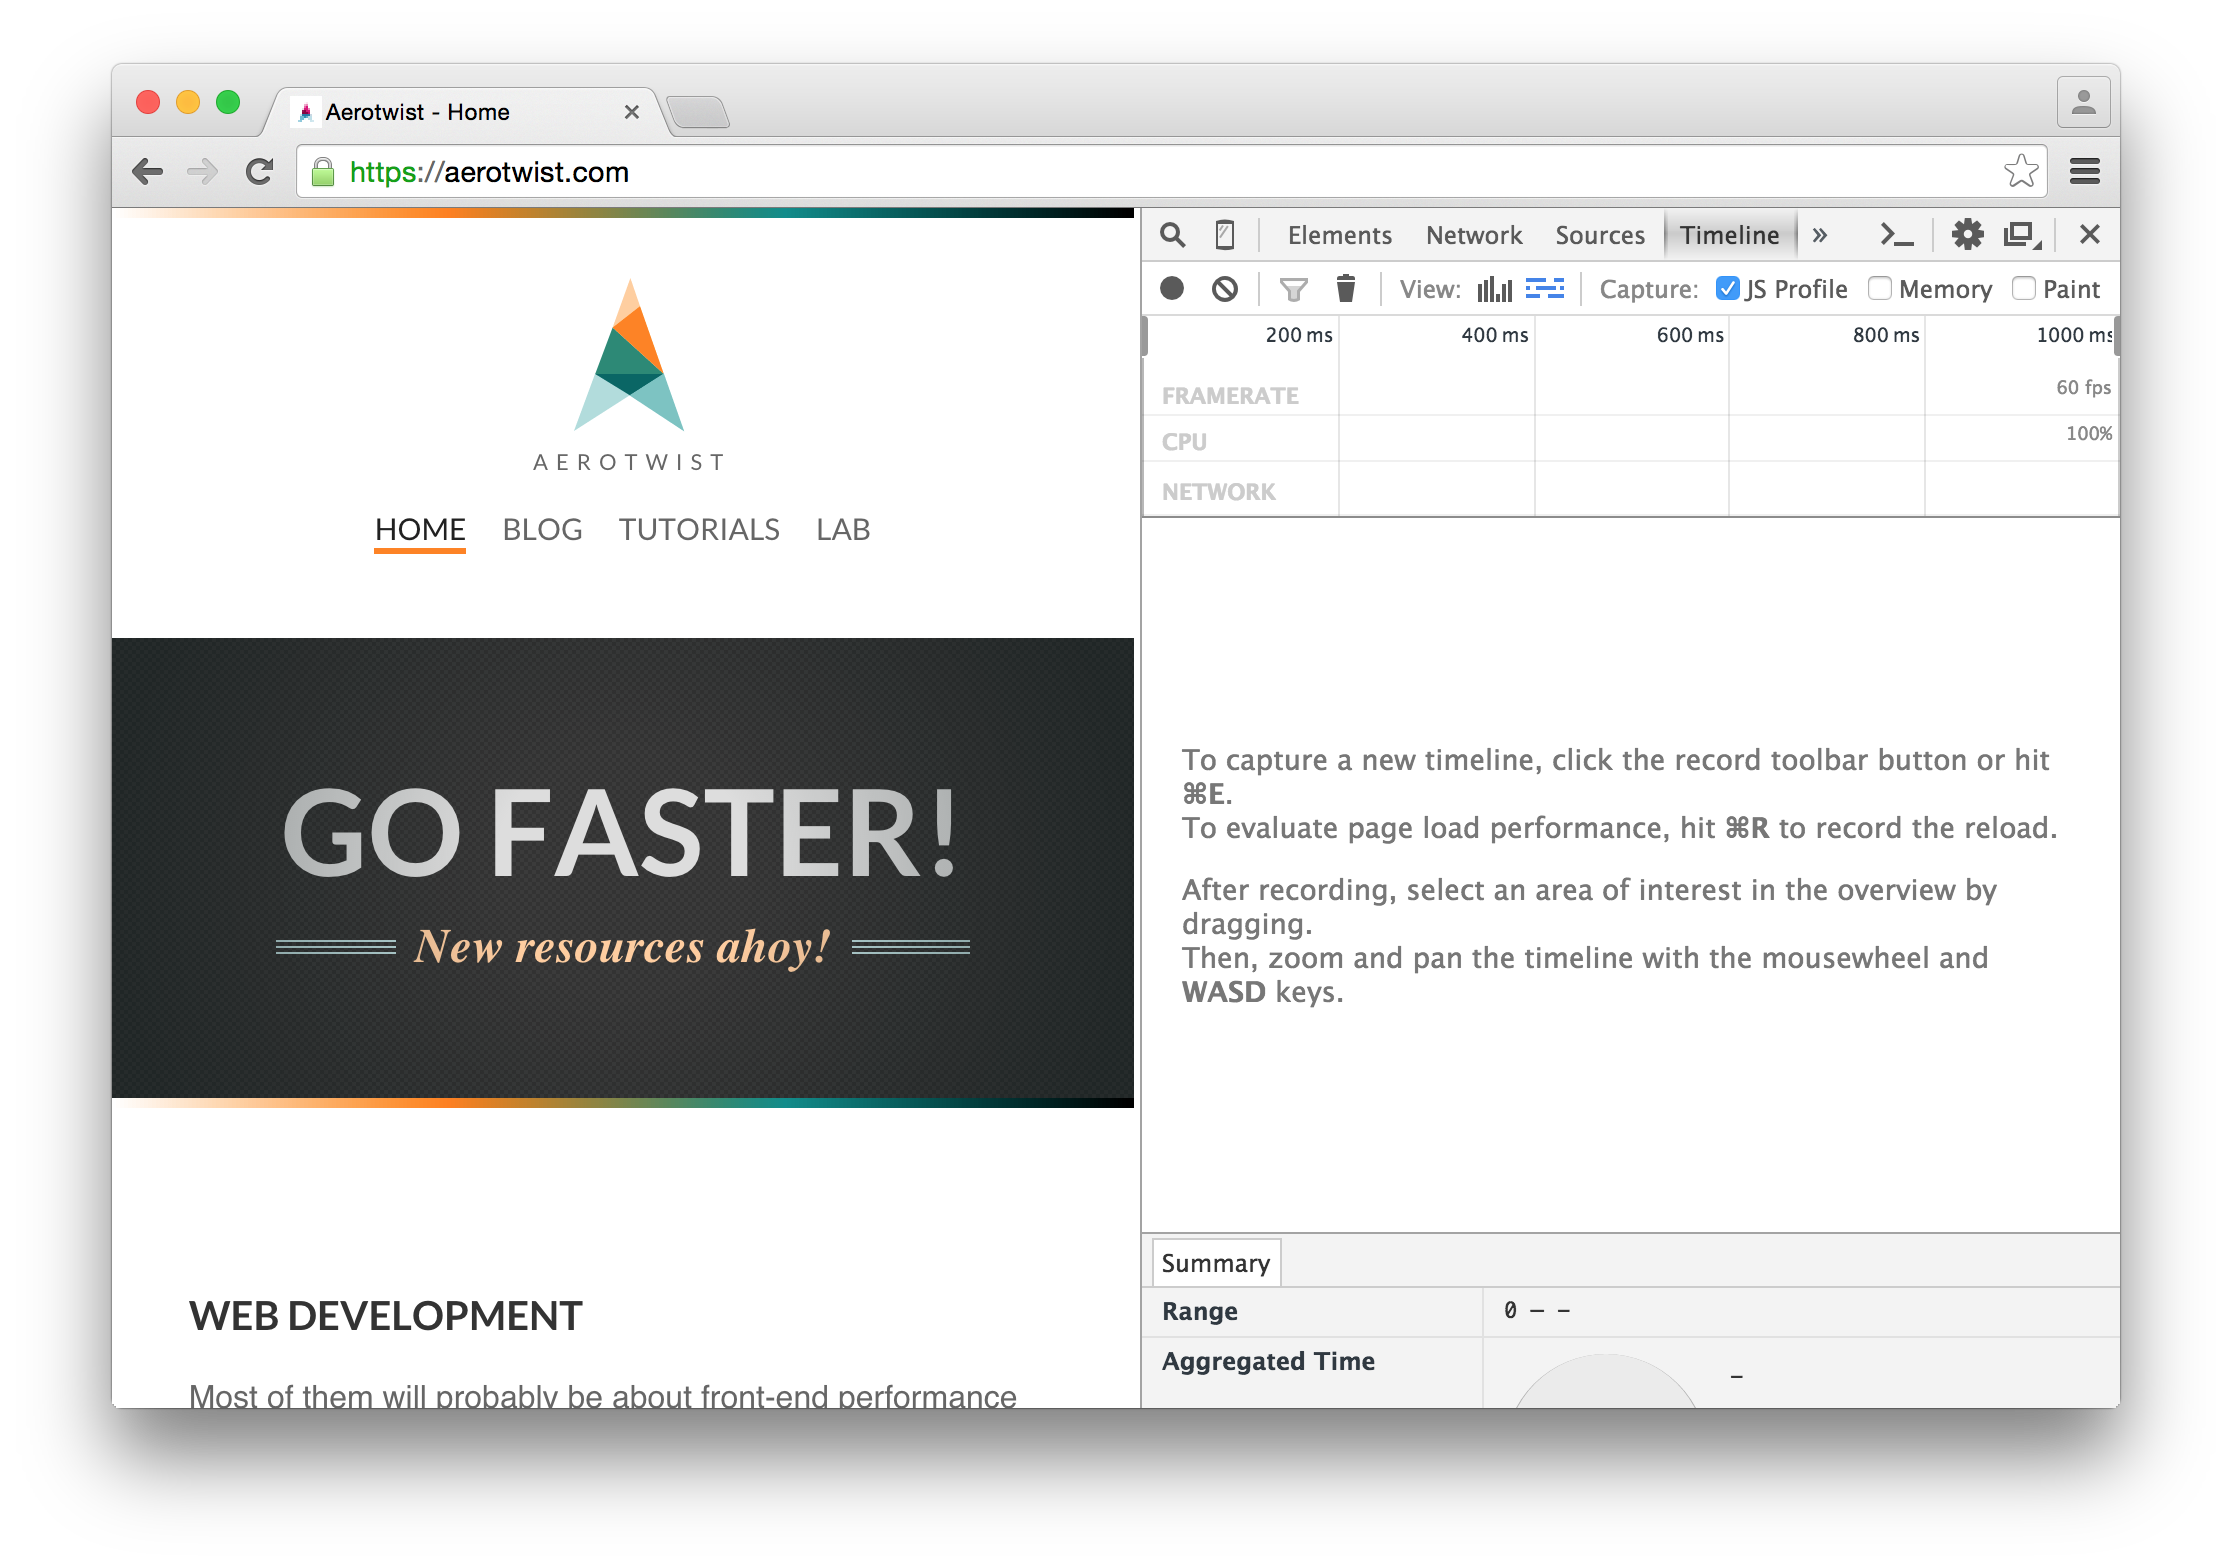 Aerotwist - Home
https://aerotwist.com
AEROTWIST
HOME BLOG TUTORIALS LAB
GO FASTER!
New resources ahoy!
WEB DEVELOPMENT
Most of them will probably be about front-end performance
Elements Network Sources Timeline »
View: Capture: JS Profile Memory Paint
200 ms 400 ms 600 ms 800 ms 1000 ms
FRAMERATE 60 fps
CPU 100%
NETWORK
To capture a new timeline, click the record toolbar button or hit
⌘E.
To evaluate page load performance, hit ⌘R to record the reload.
After recording, select an area of interest in the overview by
dragging.
Then, zoom and pan the timeline with the mousewheel and
WASD keys.
Summary
Range 0 – –
Aggregated Time –